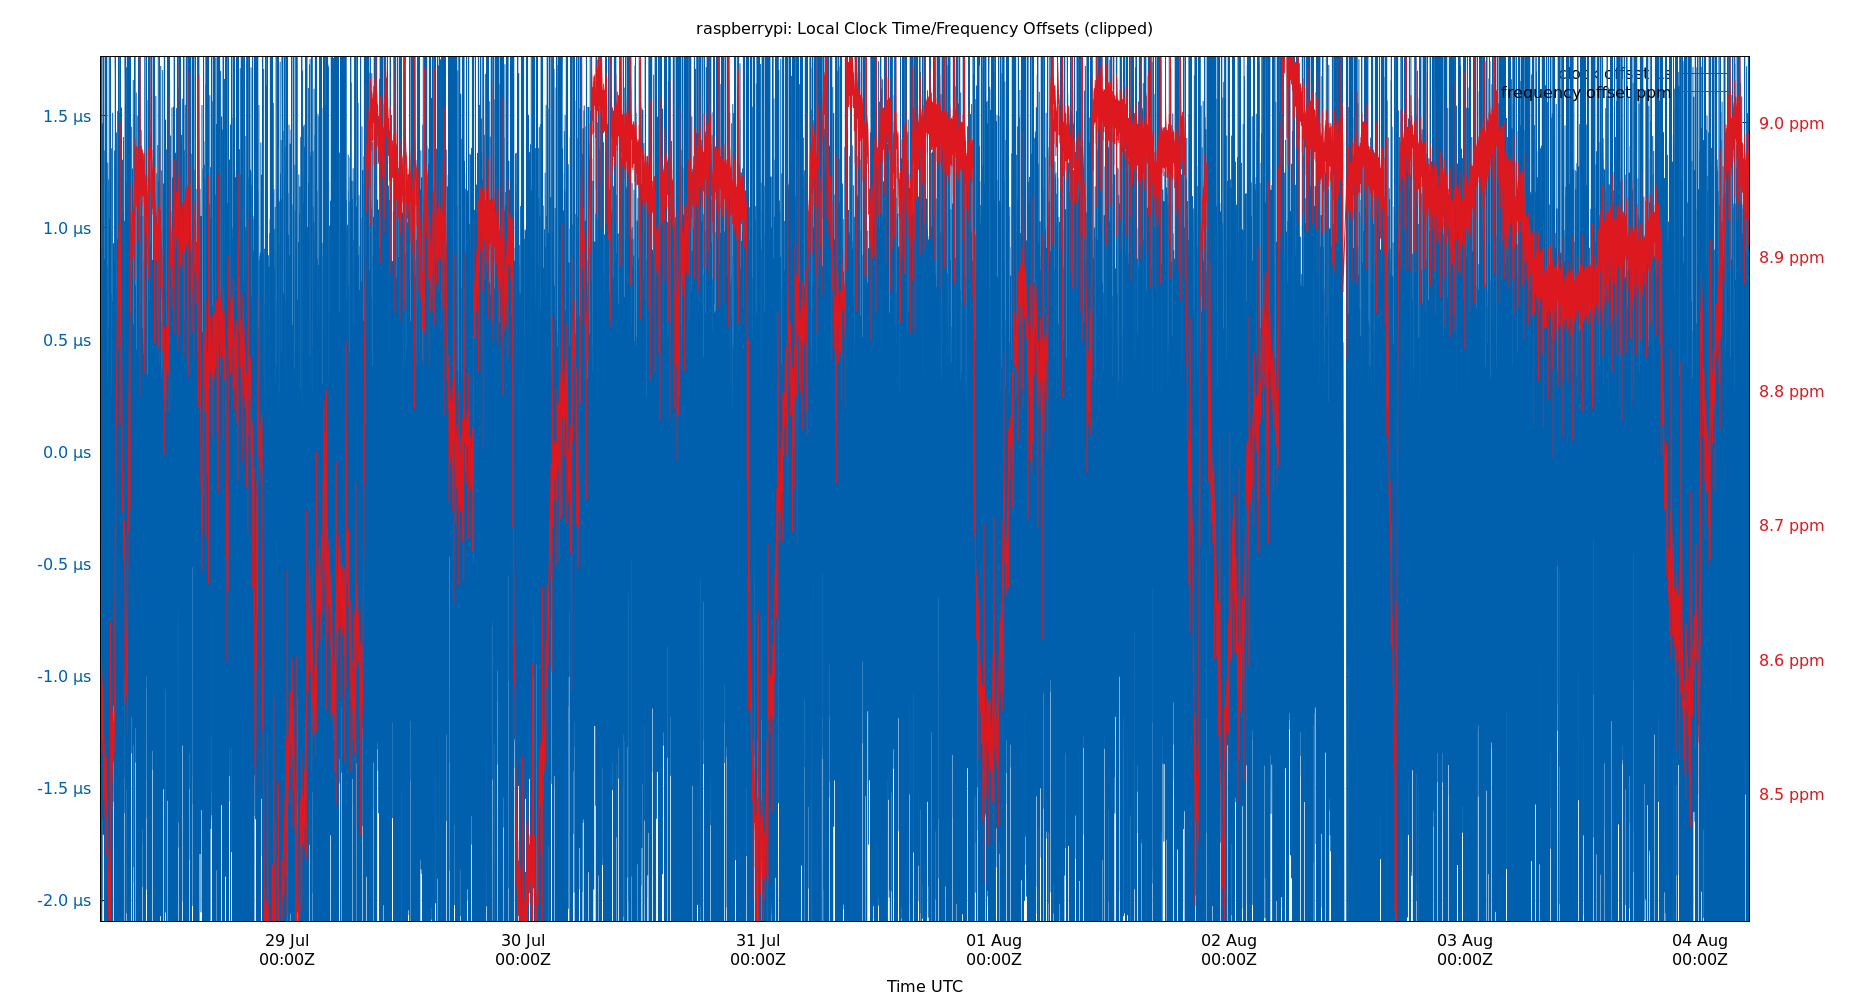 raspberrypi: Local Clock Time/Frequency Offsets (clipped)
clock offset
frequency offset ppm
1.5 µs
1.0 µs
0.5 µs
0.0 µs
-0.5 µs
-1.0 µs
-1.5 µs
-2.0 µs
9.0 ppm
8.9 ppm
8.8 ppm
8.7 ppm
8.6 ppm
8.5 ppm
29 Jul 30 Jul 31 Jul 01 Aug 02 Aug 03 Aug 04 Aug
00:00Z 00:00Z 00:00Z 00:00Z 00:00Z 00:00Z 00:00Z
Time UTC